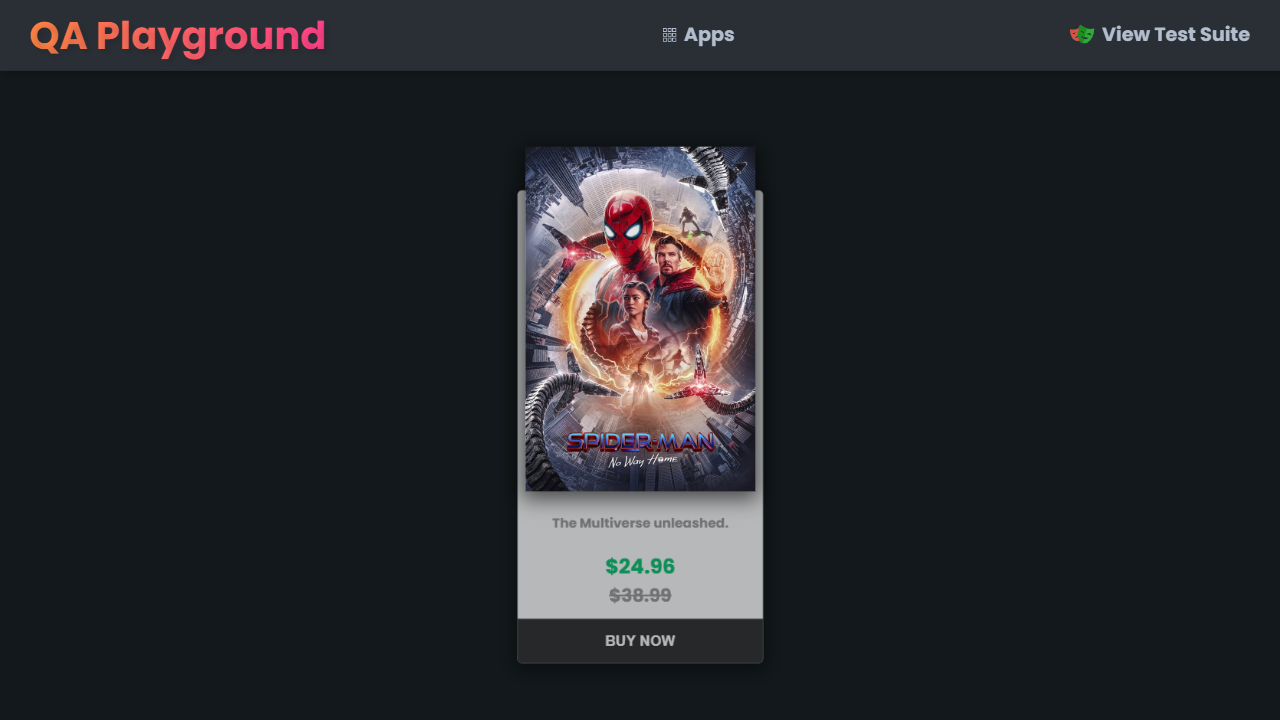 QA Playground
Apps
View Test Suite
SPIDER-MAN
No Way Home
The Multiverse unleashed.
$24.96
$38.99
BUY NOW